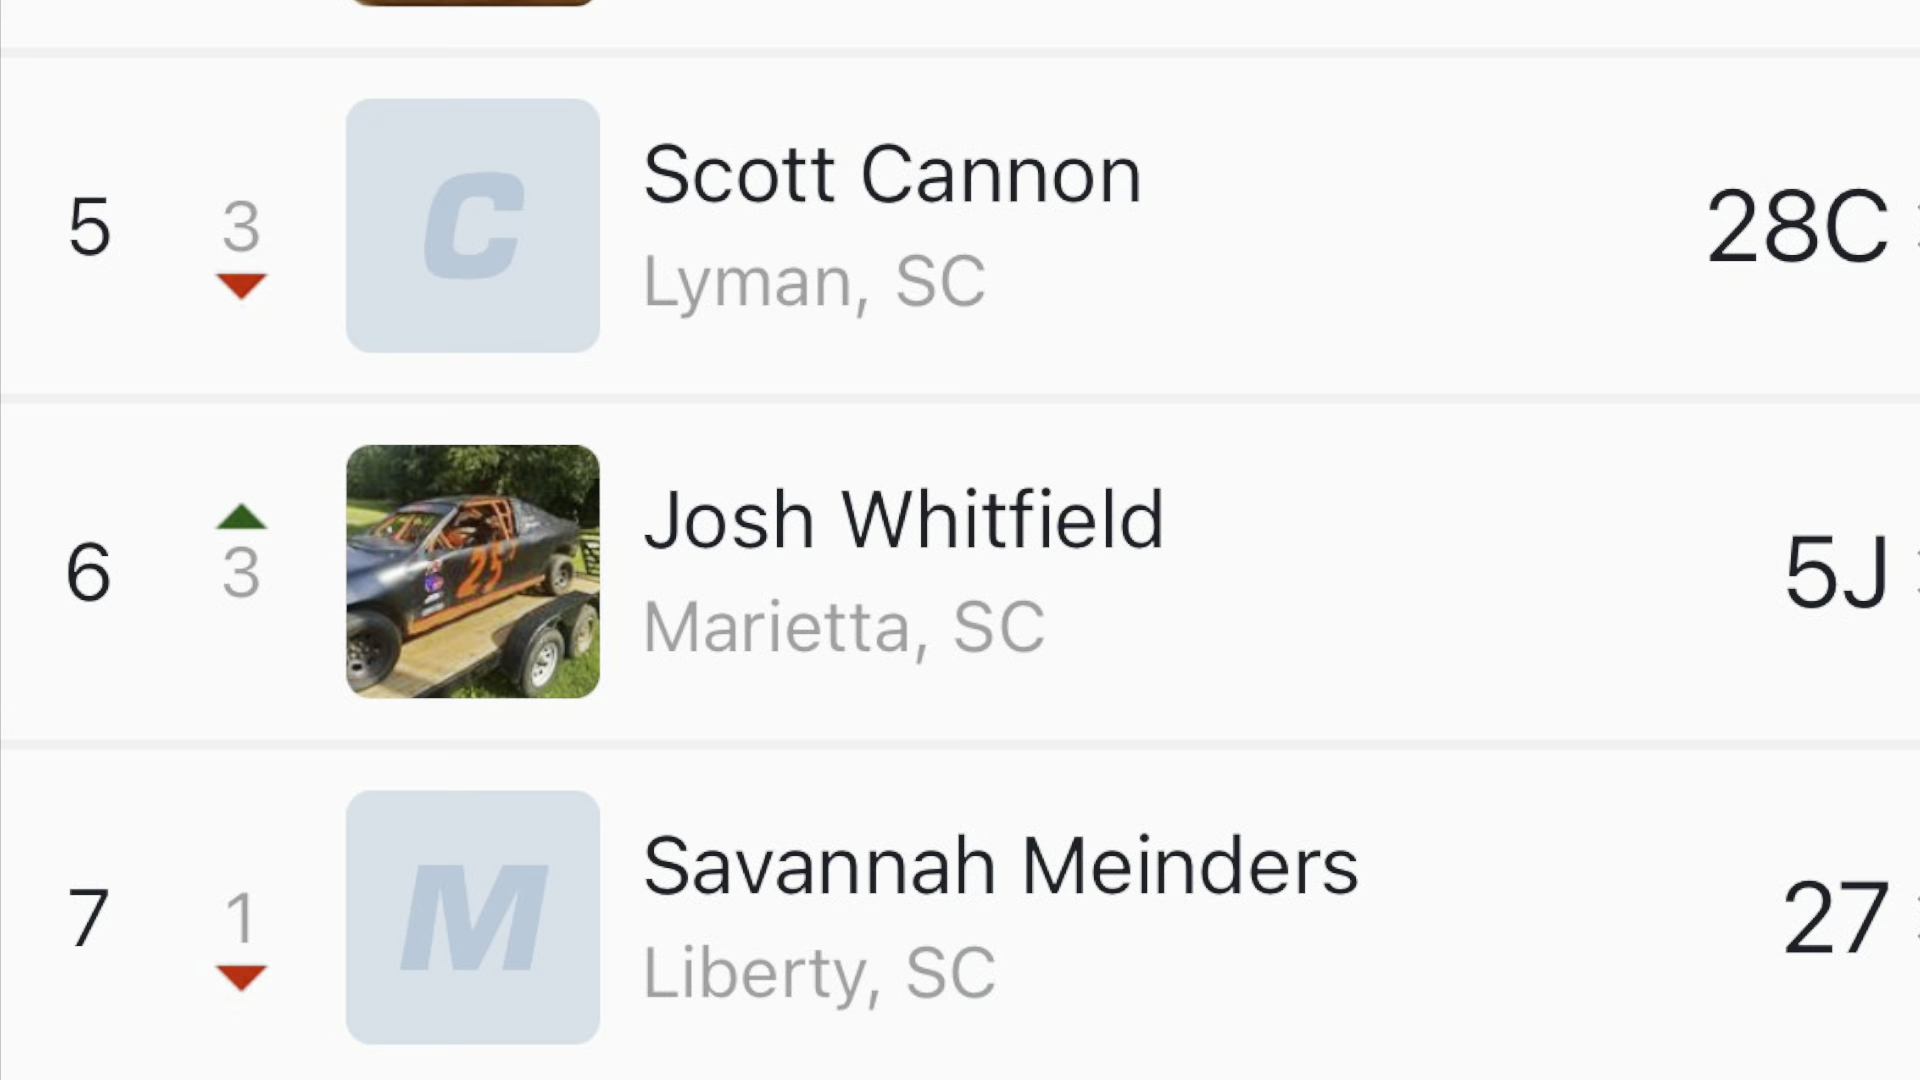 5
3
C
Scott Cannon
Lyman, SC
28C
6
3
25
Josh Whitfield
Marietta, SC
5J
7
1
M
Savannah Meinders
Liberty, SC
27